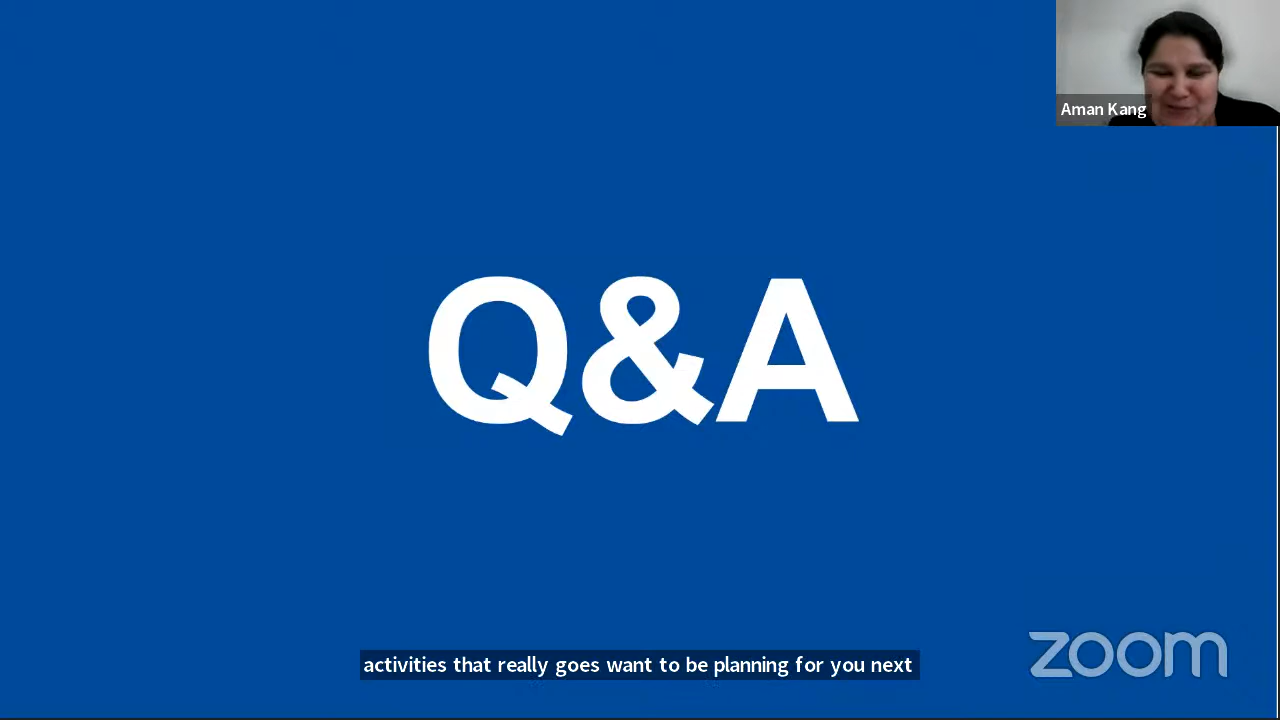 Aman Kang
Q&A
activities that really goes want to be planning for you next
zoom